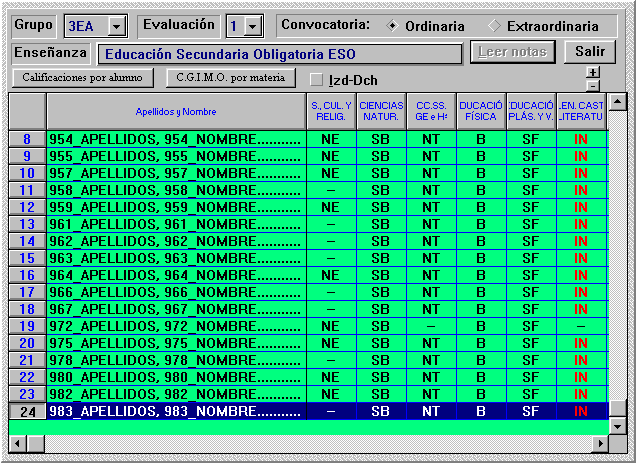 Grupo 3EA Evaluación 1 Convocatoria: Ordinaria Extraordinaria
Enseñanza Educación Secundaria Obligatoria ESO Leer notas Salir
Calificaciones por alumno C.G.I.M.O. por materia Izd-Dch + -
Apellidos y Nombre S., CUL. Y RELIG. CIENCIAS NATUR. CC.SS. GE e Hª DUCACIÓ FÍSICA EDUCACIÓ PLÁS. Y V. LEN. CAST LITERATU
8 954_APELLIDOS, 954_NOMBRE........... NE SB NT B SF IN
9 955_APELLIDOS, 955_NOMBRE........... NE SB NT B SF IN
10 957_APELLIDOS, 957_NOMBRE........... NE SB NT B SF IN
11 958_APELLIDOS, 958_NOMBRE........... – SB NT B SF IN
12 959_APELLIDOS, 959_NOMBRE........... NE SB NT B SF IN
13 961_APELLIDOS, 961_NOMBRE........... – SB NT B SF IN
14 962_APELLIDOS, 962_NOMBRE........... – SB NT B SF IN
15 963_APELLIDOS, 963_NOMBRE........... – SB NT B SF IN
16 964_APELLIDOS, 964_NOMBRE........... NE SB NT B SF IN
17 966_APELLIDOS, 966_NOMBRE........... – SB NT B SF IN
18 967_APELLIDOS, 967_NOMBRE........... – SB NT B SF IN
19 972_APELLIDOS, 972_NOMBRE........... NE SB – B SF –
20 975_APELLIDOS, 975_NOMBRE........... NE SB NT B SF IN
21 978_APELLIDOS, 978_NOMBRE........... – SB NT B SF IN
22 980_APELLIDOS, 980_NOMBRE........... NE SB NT B SF IN
23 982_APELLIDOS, 982_NOMBRE........... NE SB NT B SF IN
24 983_APELLIDOS, 983_NOMBRE........... – SB NT B SF IN